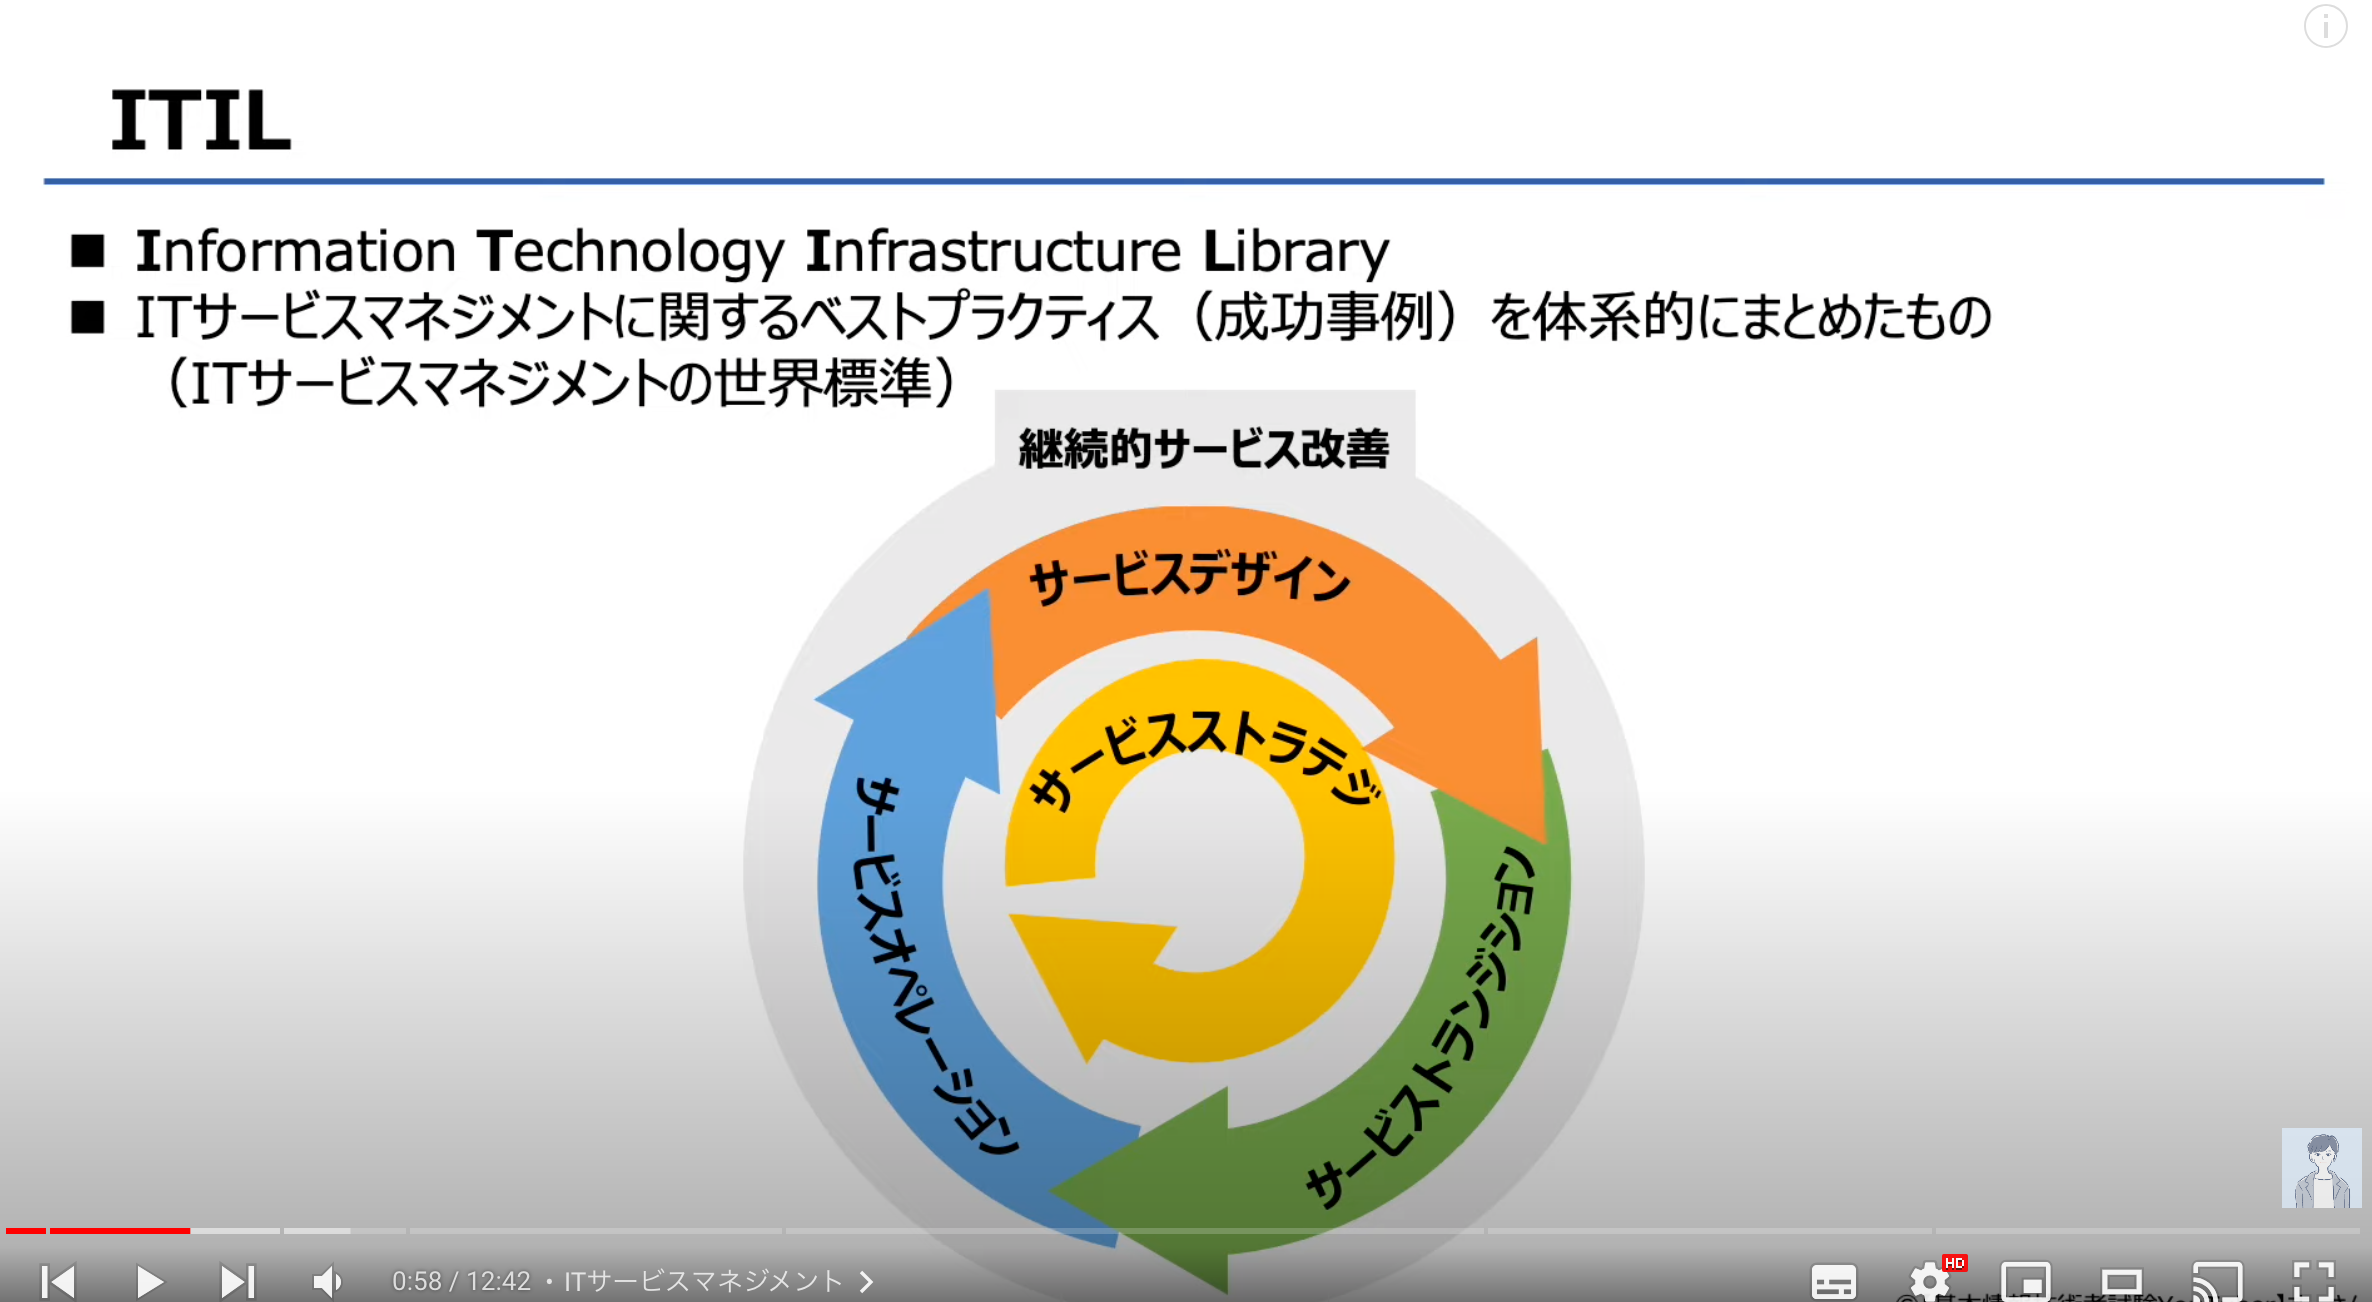 ITIL
■ Information Technology Infrastructure Library
■ ITサービスマネジメントに関するベストプラクティス（成功事例）を体系的にまとめたもの
（ITサービスマネジメントの世界標準）
継続的サービス改善
サービスデザイン
サービスストラテジ
サービスオペレーション
サービストランジション
0:58 / 12:42 ・ ITサービスマネジメント
HD